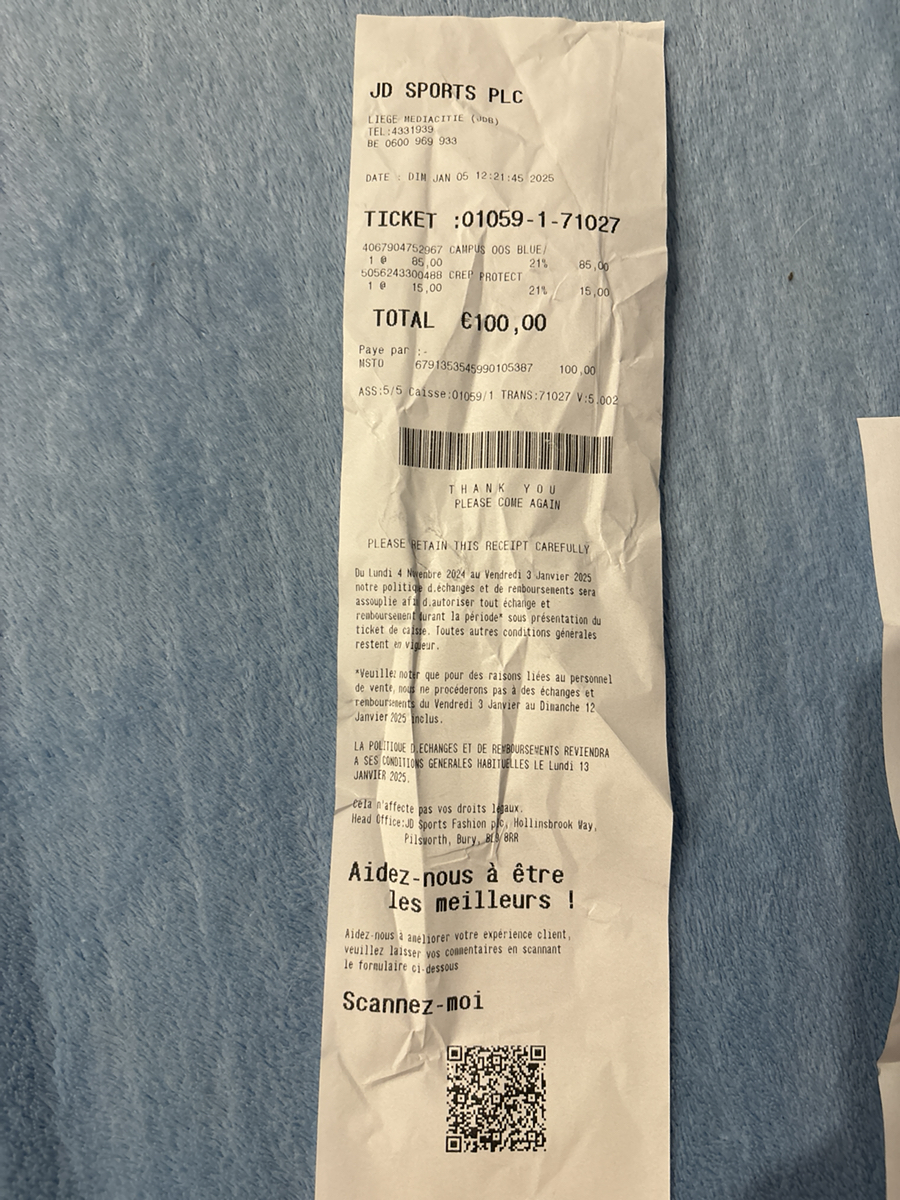 JD SPORTS PLC
LIEGE MEDIACITIE (JDB)
TEL:4331939
BE 0600 969 933
DATE : DIM JAN 05 12:21:45 2025
TICKET :01059-1-71027
4067904752967 CAMPUS 00S BLUE/
1 @ 85,00 21% 85,00
5056243300488 CREP PROTECT
1 @ 15,00 21% 15,00
TOTAL €100,00
Paye par :-
MSTO 6791353545990105387 100,00
ASS:5/5 Caisse:01059/1 TRANS:71027 V:5.002
THANK YOU
PLEASE COME AGAIN
PLEASE RETAIN THIS RECEIPT CAREFULLY
Du Lundi 4 Nvenbre 2024 au Vendredi 3 Janvier 2025
notre politique d.échanges et de remboursements sera
assouplie afi d.autoriser tout échange et
remboursement durant la période* sous présentation du
ticket de caisse. Toutes autres conditions générales
restent en vigueur.
*Veuillez noter que pour des raisons liées au personnel
de vente, nous ne procéderons pas à des échanges et
remboursements du Vendredi 3 Janvier au Dimanche 12
Janvier 2025 inclus.
LA POLITIQUE D.ECHANGES ET DE REMBOURSEMENTS REVIENDRA
A SES CONDITIONS GENERALES HABITUELLES LE Lundi 13
JANVIER 2025.
Cela n'affecte pas vos droits légaux.
Head Office:JD Sports Fashion plc, Hollinsbrook Way,
Pilsworth, Bury, BL9 8RR
Aidez-nous à être
les meilleurs !
Aidez-nous à améliorer votre expérience client,
veuillez laisser vos commentaires en scannant
le formulaire ci-dessous
Scannez-moi